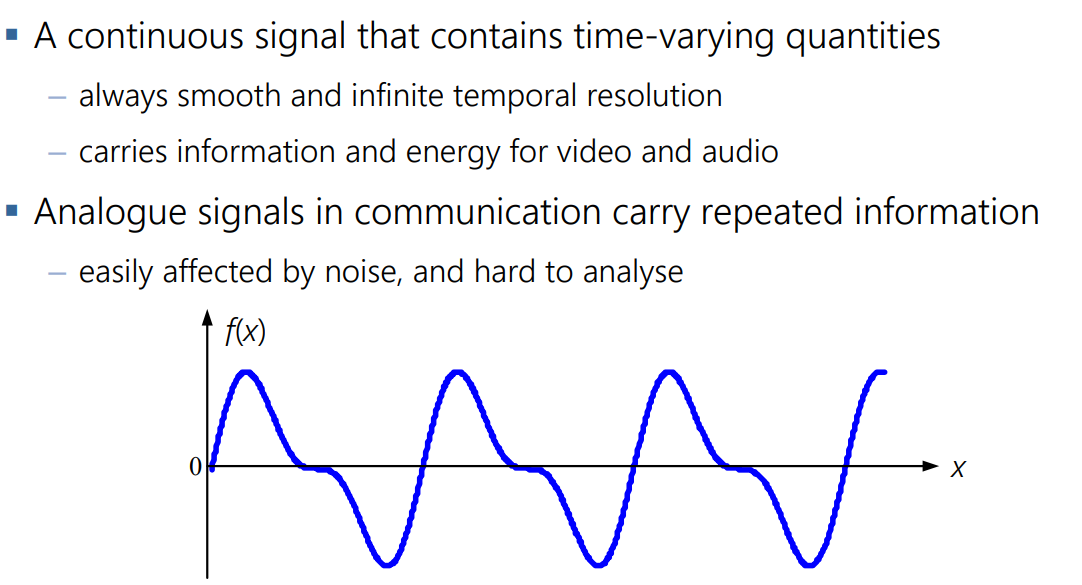 A continuous signal that contains time-varying quantities
– always smooth and infinite temporal resolution
– carries information and energy for video and audio
Analogue signals in communication carry repeated information
– easily affected by noise, and hard to analyse
f(x)
0
x